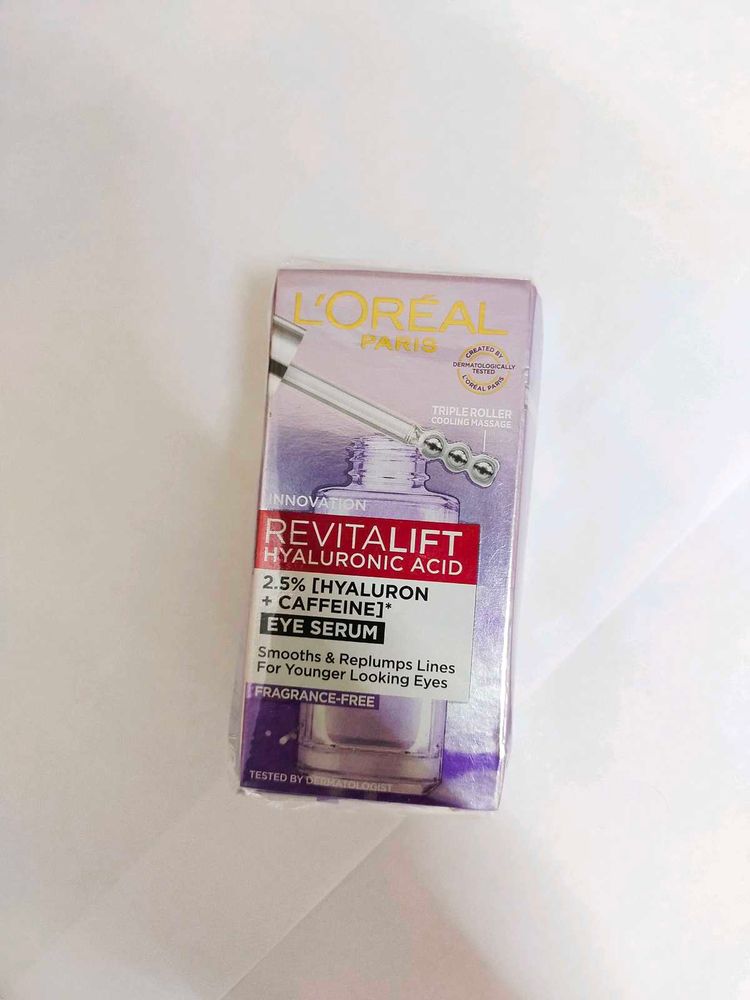 L'ORÉAL
PARIS
CREATED BY
DERMATOLOGICALLY
TESTED
L'ORÉAL PARIS
TRIPLE ROLLER
COOLING MASSAGE
INNOVATION
REVITALIFT
HYALURONIC ACID
2.5% [HYALURON
+ CAFFEINE]*
EYE SERUM
Smooths & Replumps Lines
For Younger Looking Eyes
FRAGRANCE-FREE
TESTED BY DERMATOLOGIST